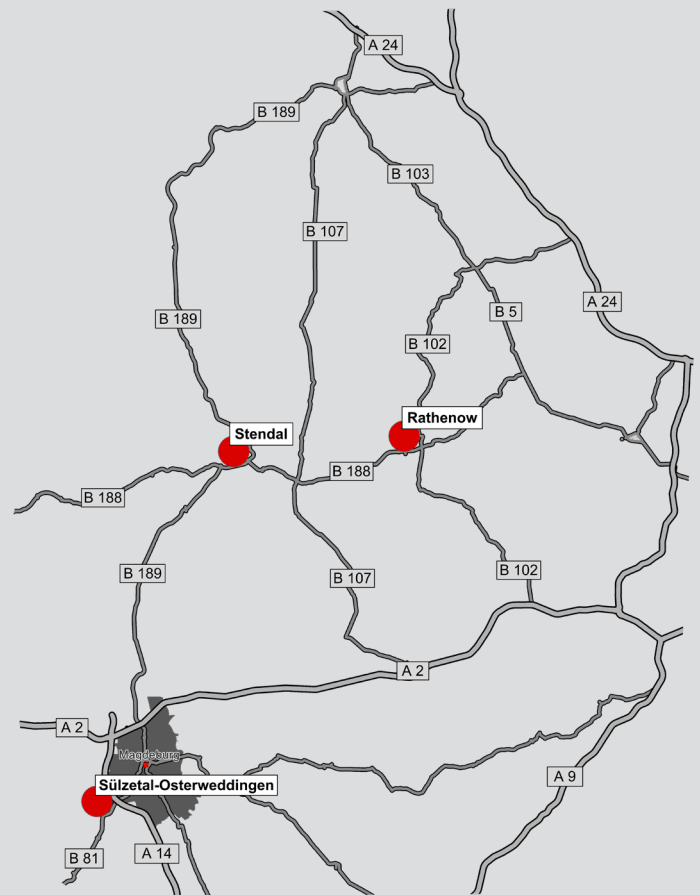 A 24
B 189
B 103
B 107
A 24
B 5
B 189
B 102
Rathenow
Stendal
B 188
B 188
B 102
B 189
B 107
A 2
A 2
Magdeburg
A 9
Sülzetal-Osterweddingen
A 14
B 81